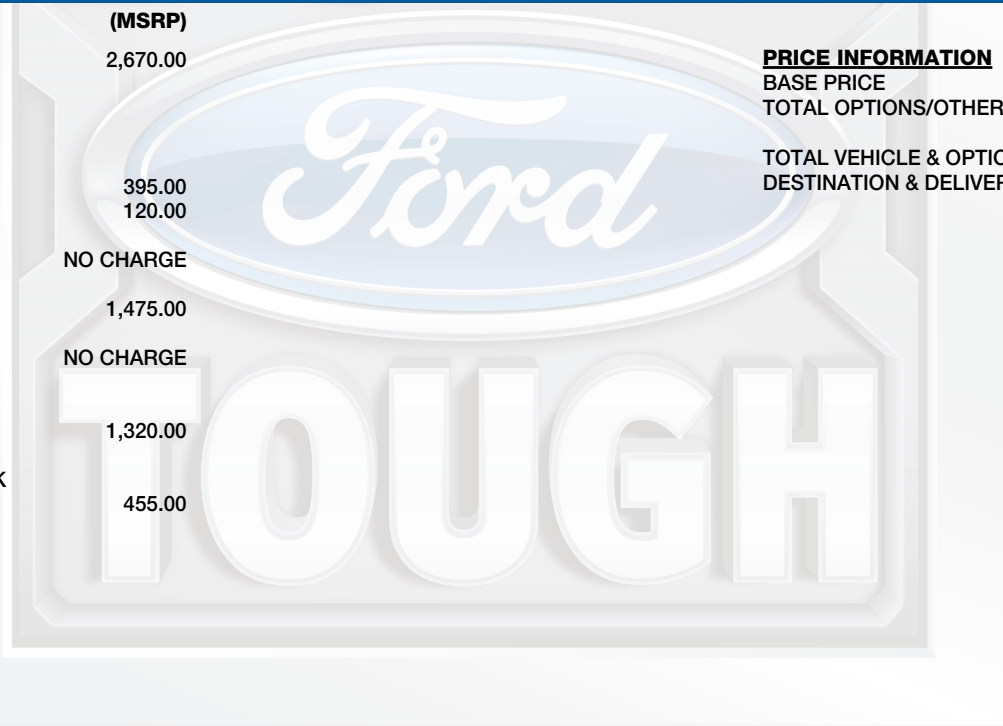 (MSRP)
2,670.00
395.00
120.00
NO CHARGE
1,475.00
NO CHARGE
1,320.00
K
455.00
PRICE INFORMATION
BASE PRICE
TOTAL OPTIONS/OTHER
TOTAL VEHICLE & OPTIO
DESTINATION & DELIVER
Ford
TOUGH